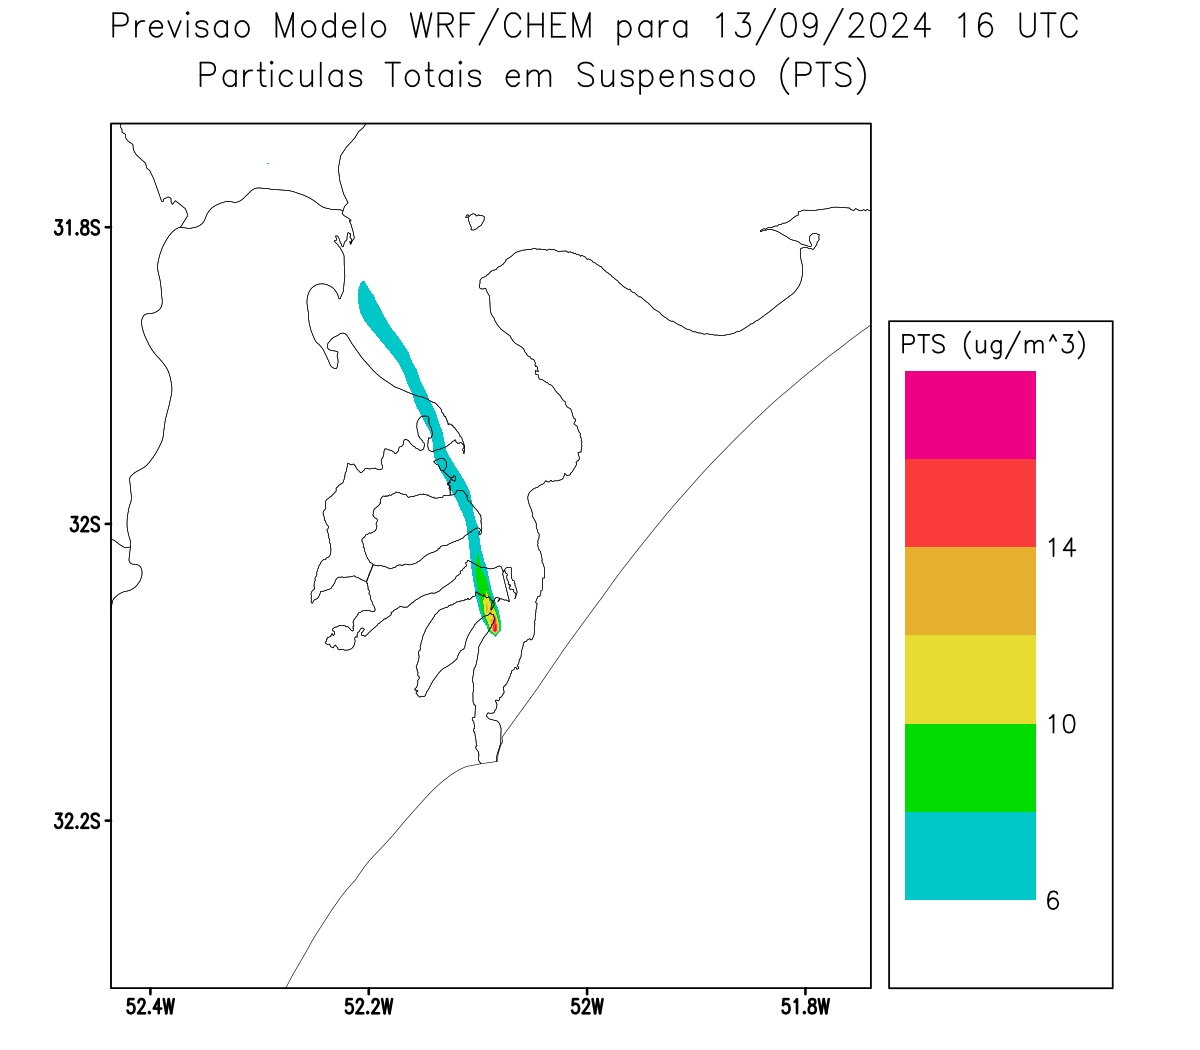 Previsao Modelo WRF/CHEM para 13/09/2024 16 UTC
Particulas Totais em Suspensao (PTS)
31.8S
32S
32.2S
52.4W
52.2W
52W
51.8W
PTS (ug/m^3)
14
10
6